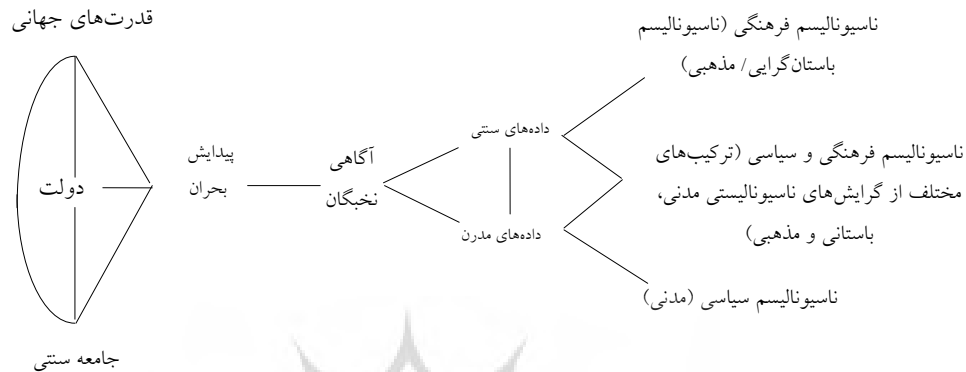 قدرت‌های جهانی
دولت
جامعه سنتی
پیدایش
بحران
آگاهی
نخبگان
داده‌های سنتی
داده‌های مدرن
ناسیونالیسم فرهنگی (ناسیونالیسم
باستان‌گرایی/ مذهبی)
ناسیونالیسم فرهنگی و سیاسی (ترکیب‌های
مختلف از گرایش‌های ناسیونالیستی مدنی،
باستانی و مذهبی)
ناسیونالیسم سیاسی (مدنی)